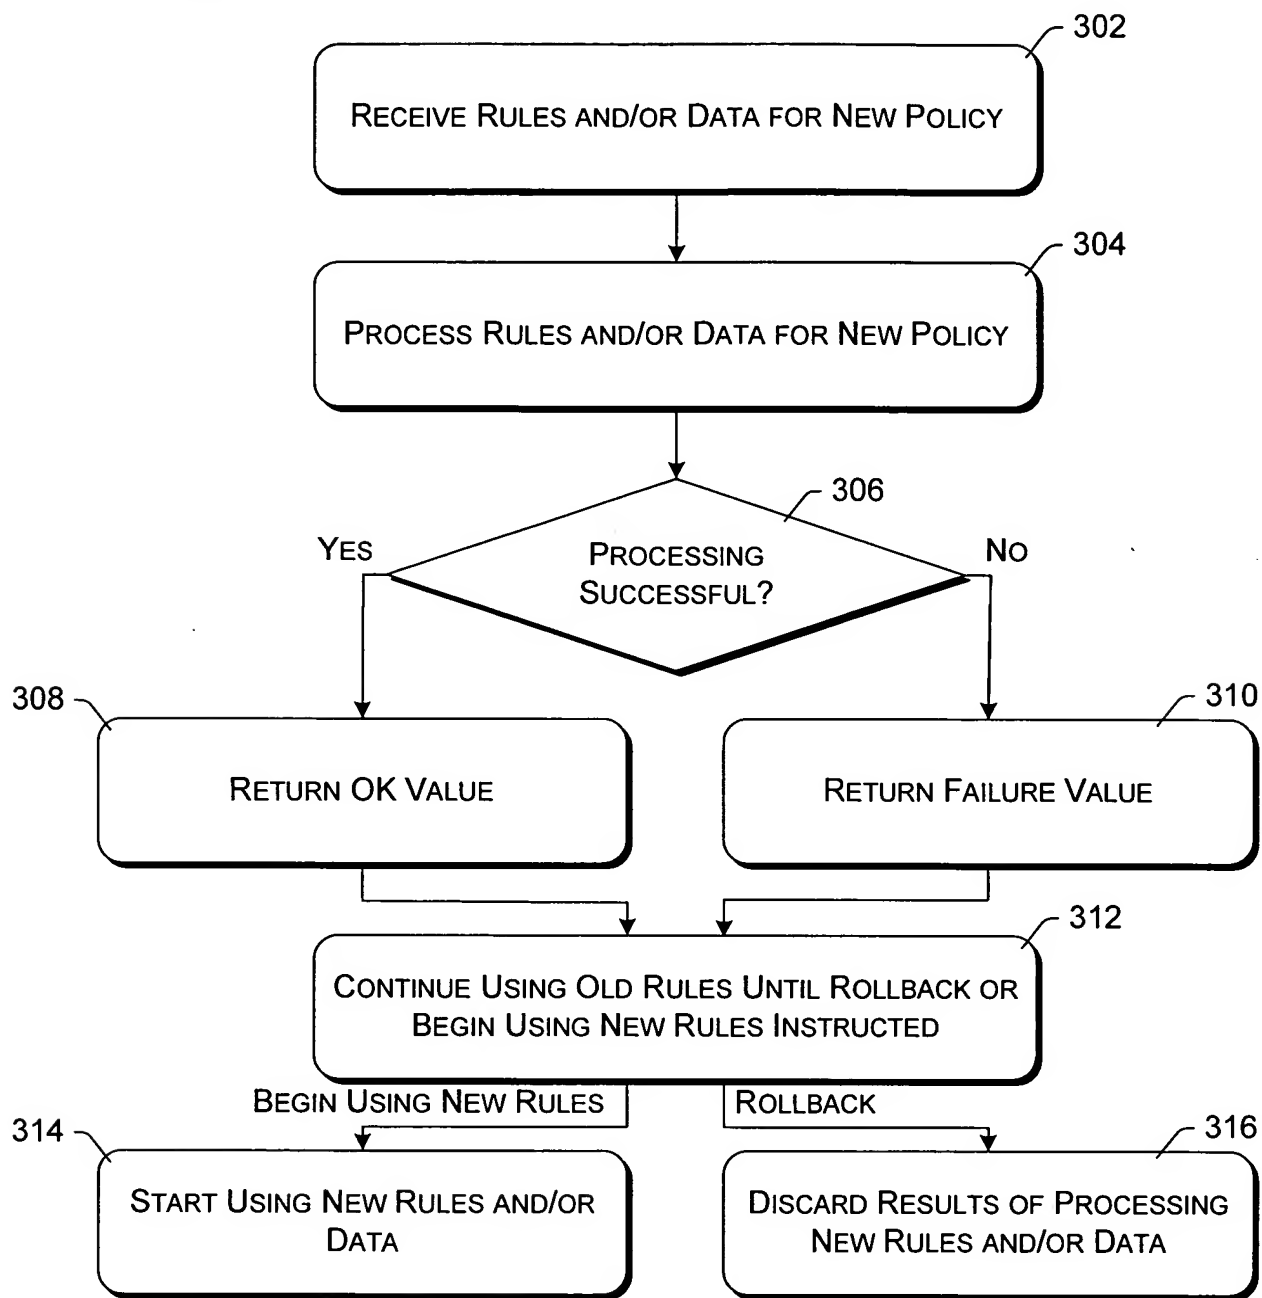 302
RECEIVE RULES AND/OR DATA FOR NEW POLICY
304
PROCESS RULES AND/OR DATA FOR NEW POLICY
306
YES
NO
PROCESSING
SUCCESSFUL?
308
310
RETURN OK VALUE
RETURN FAILURE VALUE
312
CONTINUE USING OLD RULES UNTIL ROLLBACK OR
BEGIN USING NEW RULES INSTRUCTED
BEGIN USING NEW RULES
ROLLBACK
314
316
START USING NEW RULES AND/OR
DATA
DISCARD RESULTS OF PROCESSING
NEW RULES AND/OR DATA